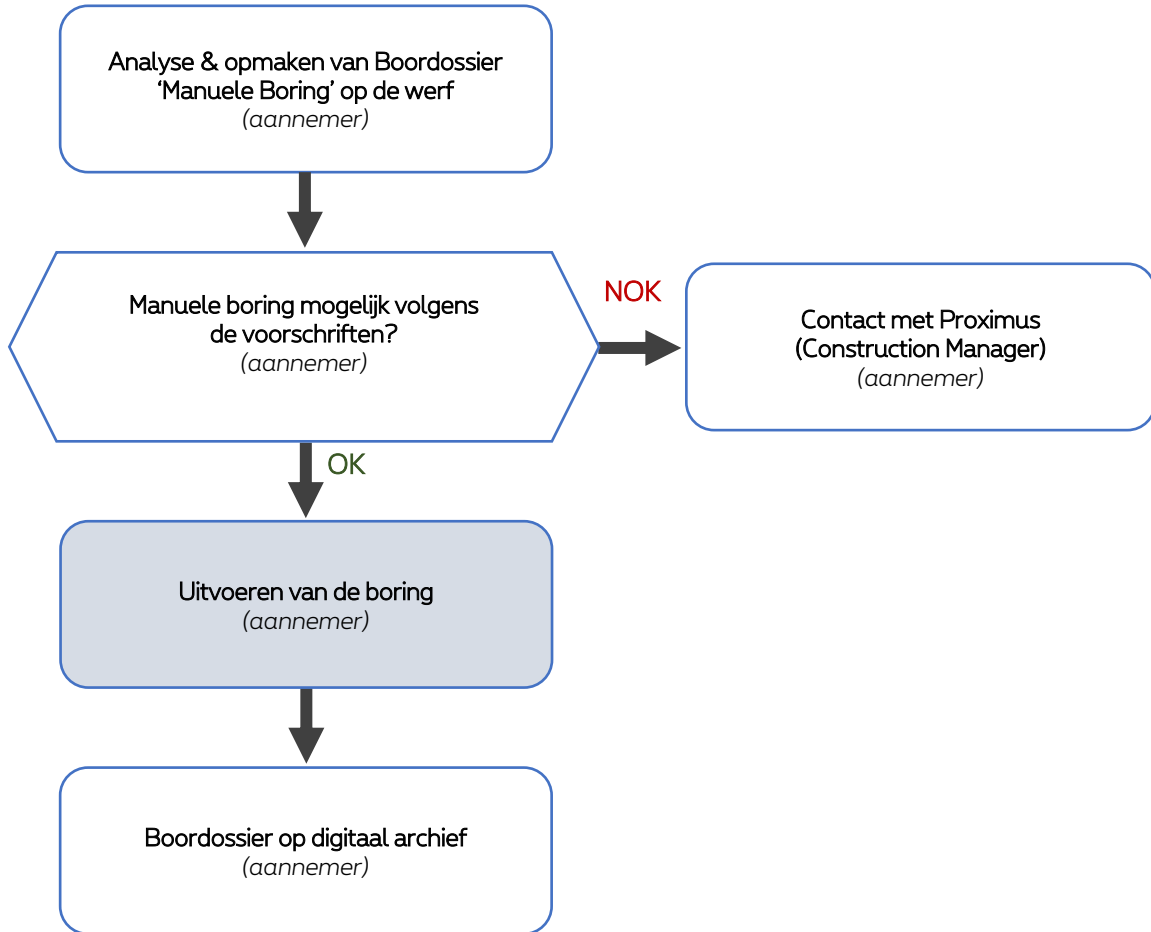 Analyse & opmaken van Boordossier
‘Manuele Boring’ op de werf
(aannemer)
Manuele boring mogelijk volgens
de voorschriften?
(aannemer)
NOK
Contact met Proximus
(Construction Manager)
(aannemer)
OK
Uitvoeren van de boring
(aannemer)
Boordossier op digitaal archief
(aannemer)